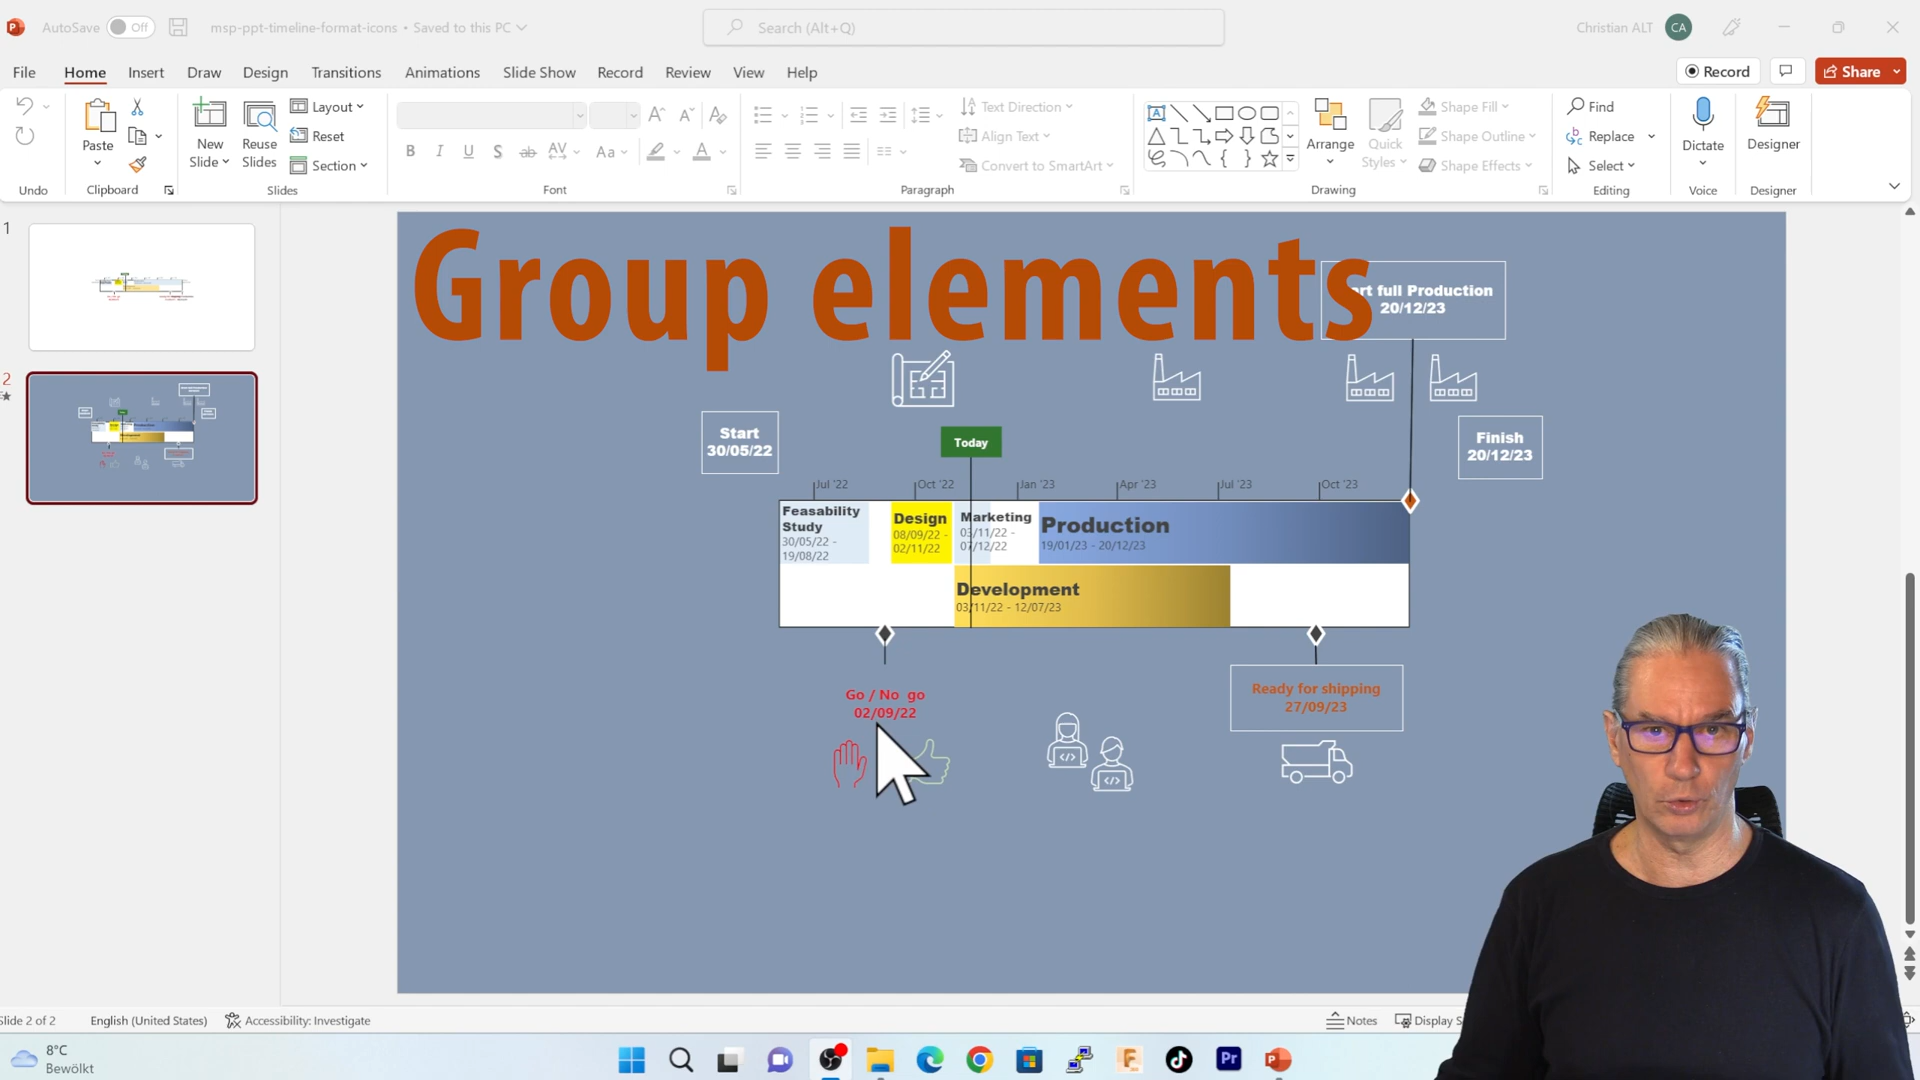 AutoSave Off msp-ppt-timeline-format-icons • Saved to this PC Search (Alt+Q) Christian ALT CA
File Home Insert Draw Design Transitions Animations Slide Show Record Review View Help Record Share
Paste
New
Slide
Reuse
Slides
Layout
Reset
Section
B I U S ab AV Aa A
Text Direction
Align Text
Convert to SmartArt
Arrange
Quick
Styles
Shape Fill
Shape Outline
Shape Effects
Find
Replace
Select
Dictate
Designer
Undo Clipboard Slides Font Paragraph Drawing Editing Voice Designer
1
2
Group elements
rt full Production
20/12/23
Start
30/05/22
Today
Finish
20/12/23
Jul '22 Oct '22 Jan '23 Apr '23 Jul '23 Oct '23
Feasability
Study
30/05/22 -
19/08/22
Design
08/09/22 -
02/11/22
Marketing
03/11/22 -
07/12/22
Production
19/01/23 - 20/12/23
Development
03/11/22 - 12/07/23
Go / No go
02/09/22
Ready for shipping
27/09/23
Slide 2 of 2 English (United States) Accessibility: Investigate Notes Display S
8°C
Bewölkt
Pr